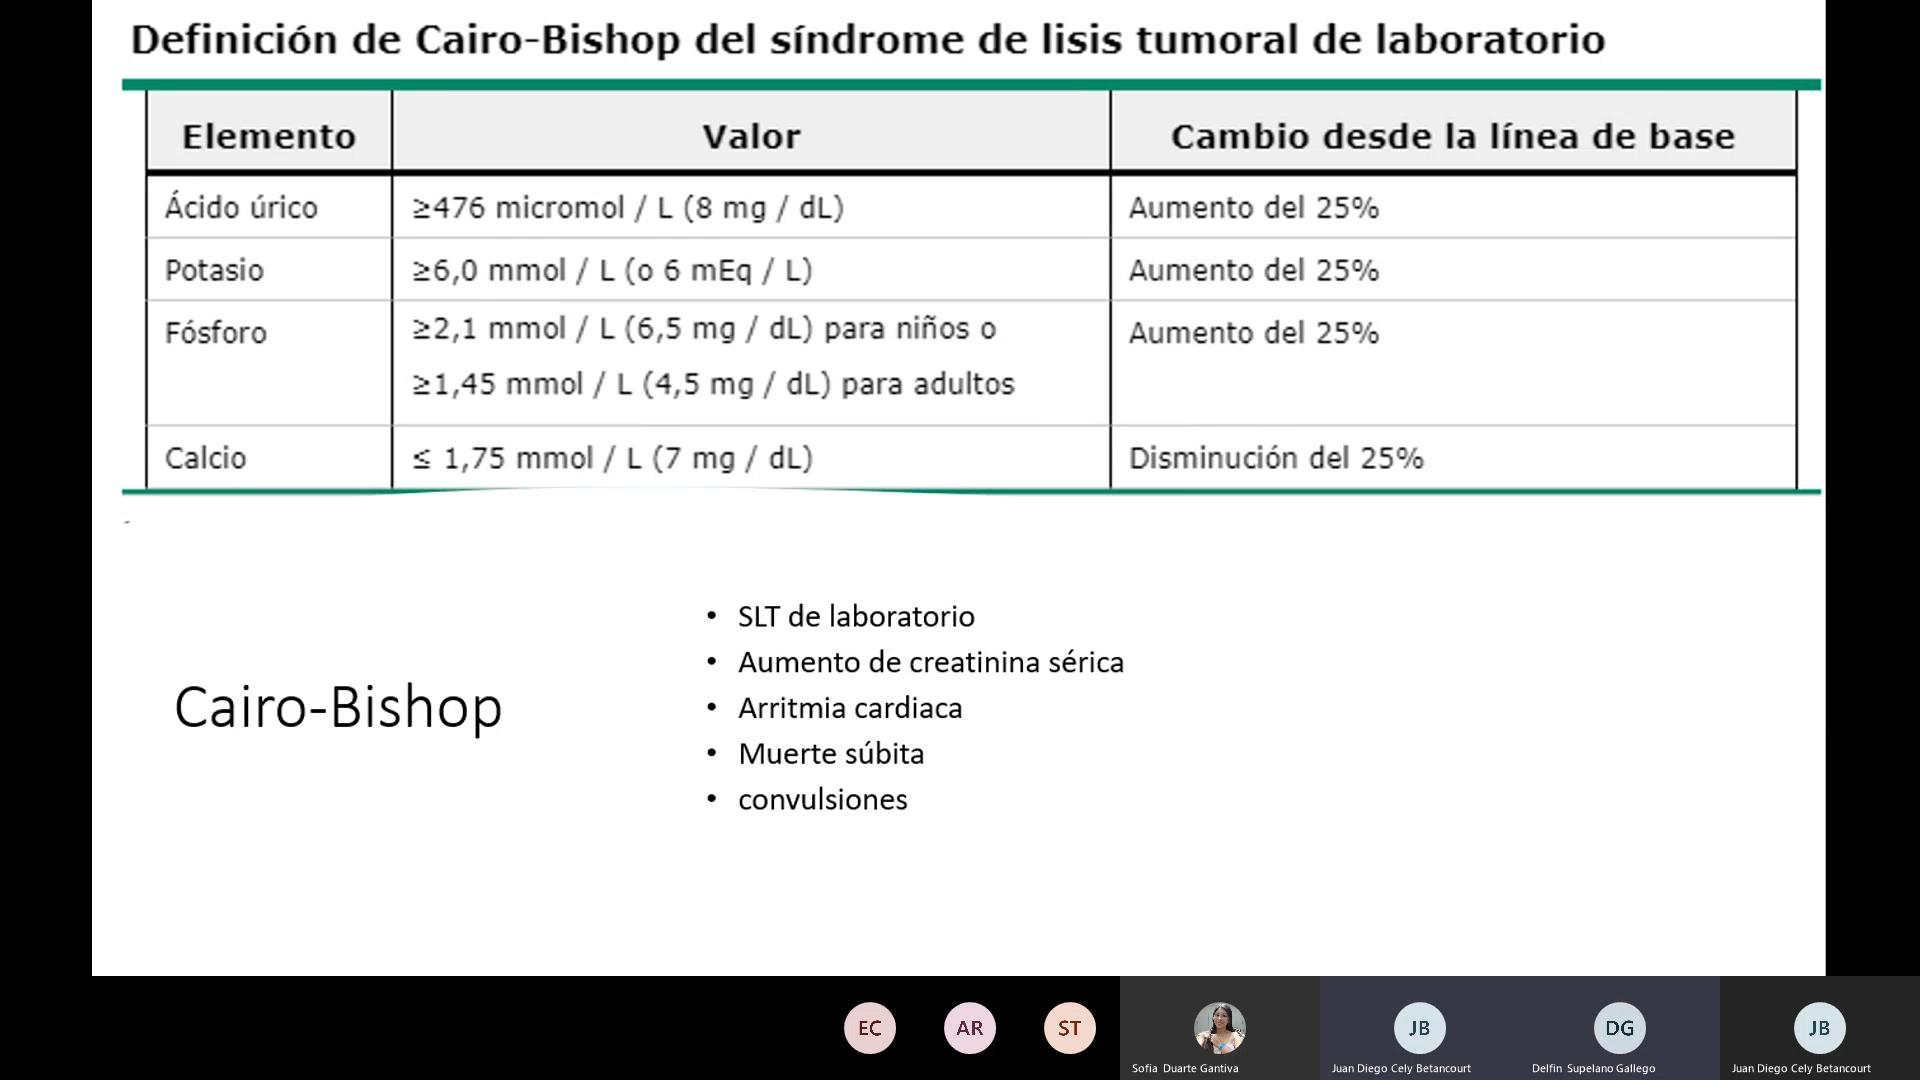 Definición de Cairo-Bishop del síndrome de lisis tumoral de laboratorio
Elemento Valor Cambio desde la línea de base
Ácido úrico ≥476 micromol / L (8 mg / dL) Aumento del 25%
Potasio ≥6,0 mmol / L (o 6 mEq / L) Aumento del 25%
Fósforo ≥2,1 mmol / L (6,5 mg / dL) para niños o Aumento del 25%
≥1,45 mmol / L (4,5 mg / dL) para adultos
Calcio ≤ 1,75 mmol / L (7 mg / dL) Disminución del 25%
Cairo-Bishop
• SLT de laboratorio
• Aumento de creatinina sérica
• Arritmia cardiaca
• Muerte súbita
• convulsiones
EC AR ST JB DG JB
Sofia Duarte Gantiva Juan Diego Cely Betancourt Delfin Supelano Gallego Juan Diego Cely Betancourt